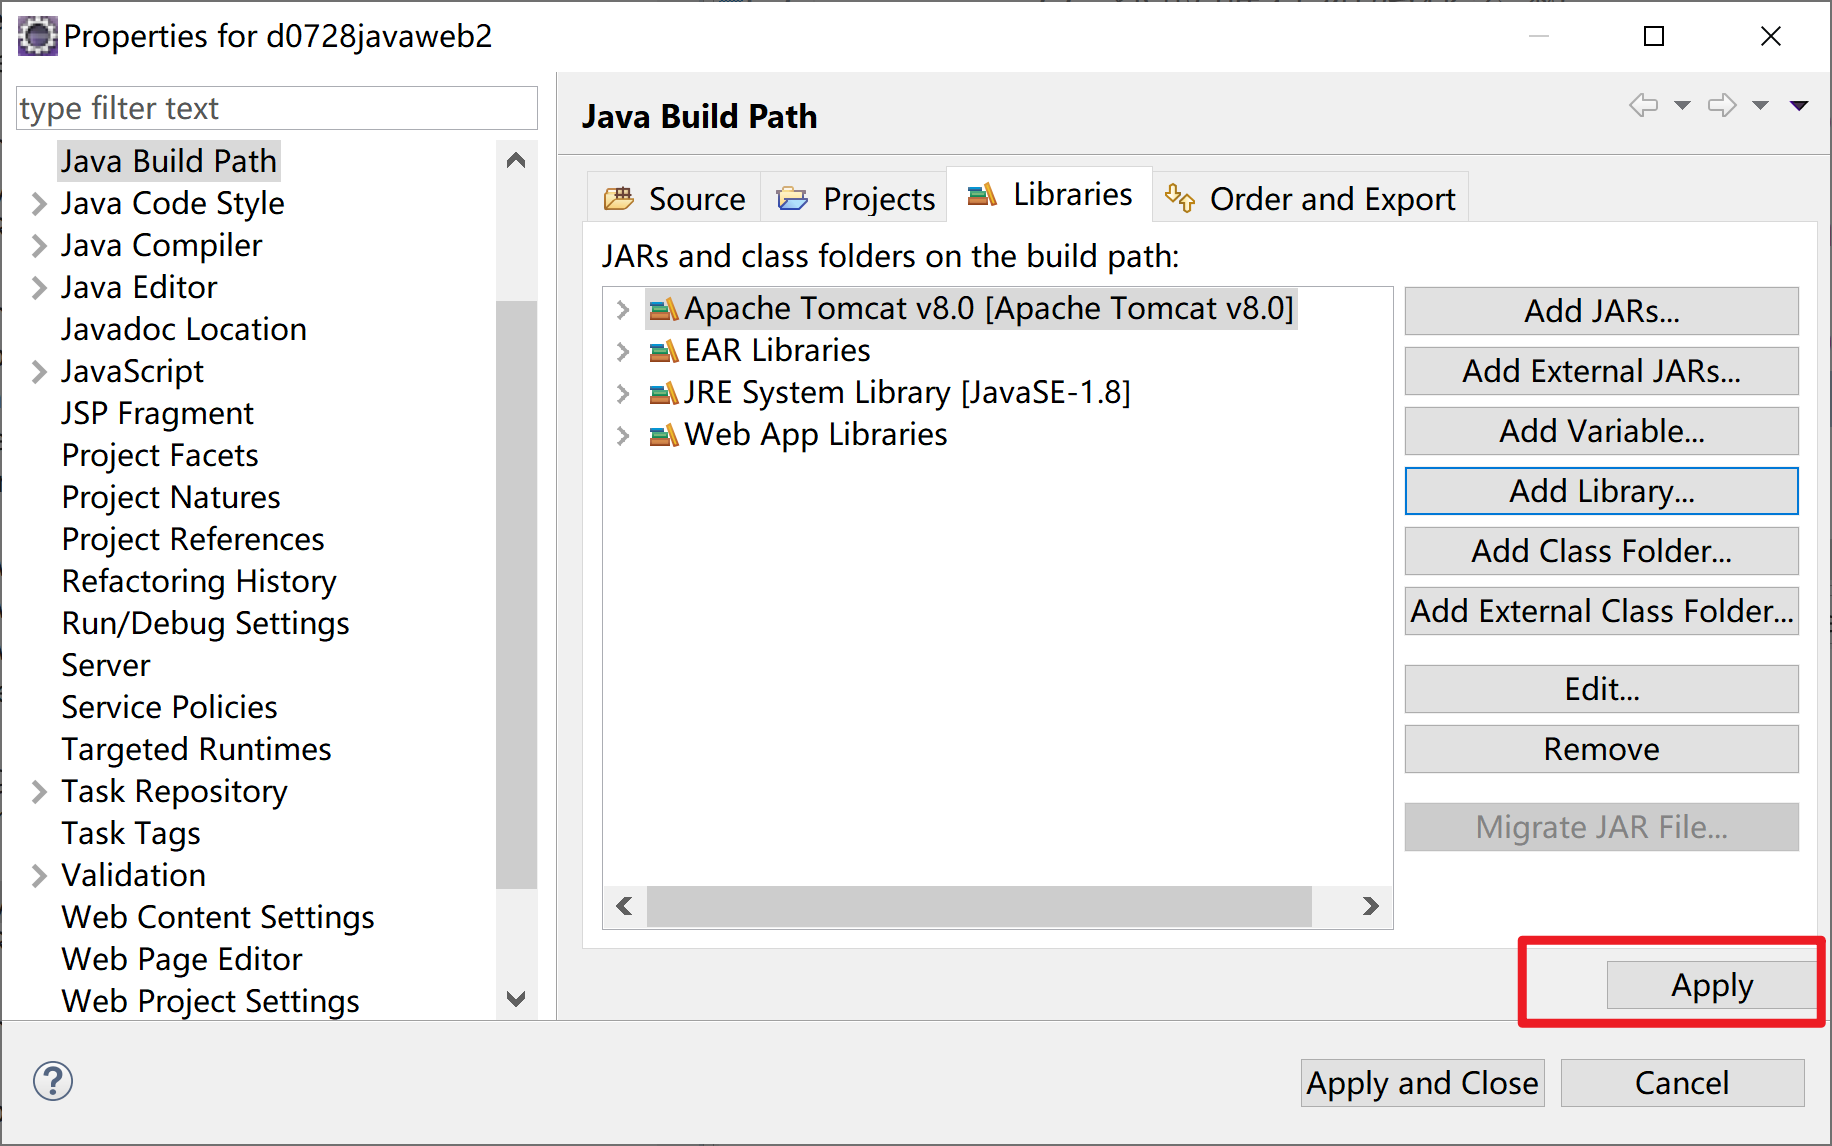 Properties for d0728javaweb2
type filter text
Java Build Path
Java Code Style
Java Compiler
Java Editor
Javadoc Location
JavaScript
JSP Fragment
Project Facets
Project Natures
Project References
Refactoring History
Run/Debug Settings
Server
Service Policies
Targeted Runtimes
Task Repository
Task Tags
Validation
Web Content Settings
Web Page Editor
Web Project Settings
Java Build Path
Source Projects Libraries Order and Export
JARs and class folders on the build path:
Apache Tomcat v8.0 [Apache Tomcat v8.0]
EAR Libraries
JRE System Library [JavaSE-1.8]
Web App Libraries
Add JARs...
Add External JARs...
Add Variable...
Add Library...
Add Class Folder...
Add External Class Folder...
Edit...
Remove
Migrate JAR File...
Apply
?
Apply and Close Cancel